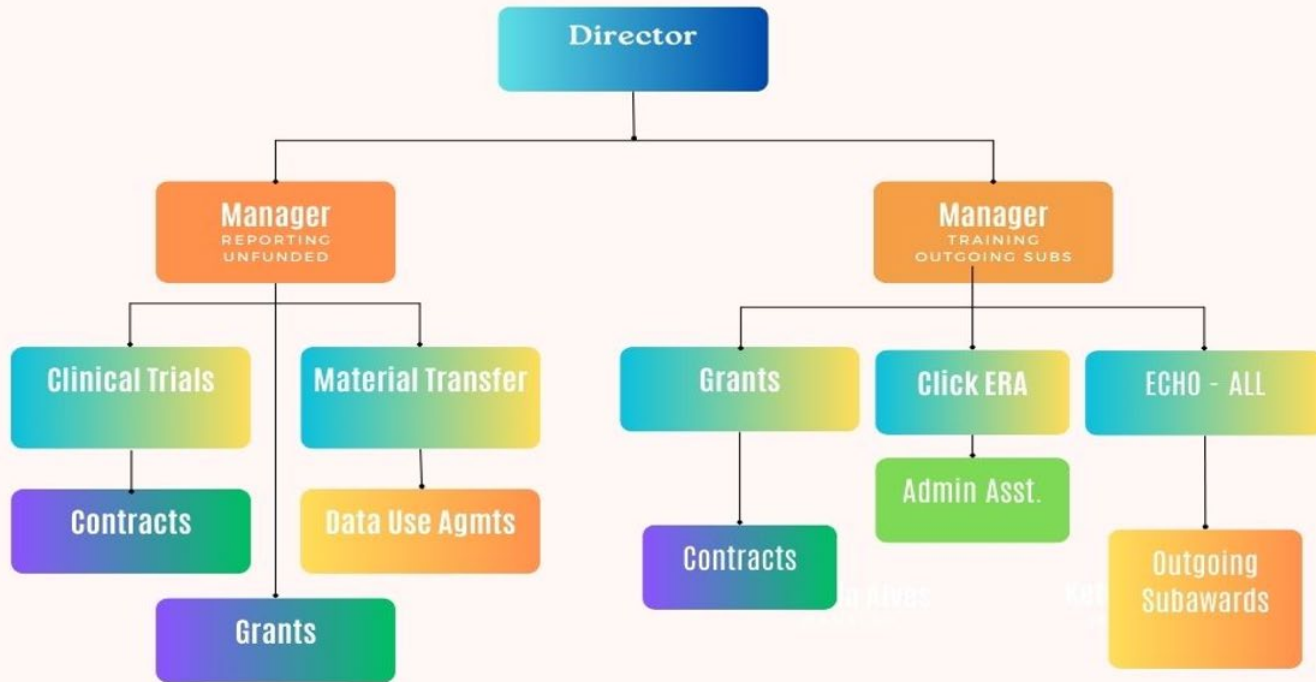 Director
Manager
REPORTING
UNFUNDED
Manager
TRAINING
OUTGOING SUBS
Clinical Trials
Material Transfer
Grants
Click ERA
ECHO - ALL
Contracts
Data Use Agmts
Admin Asst.
Contracts
Outgoing
Subawards
Grants